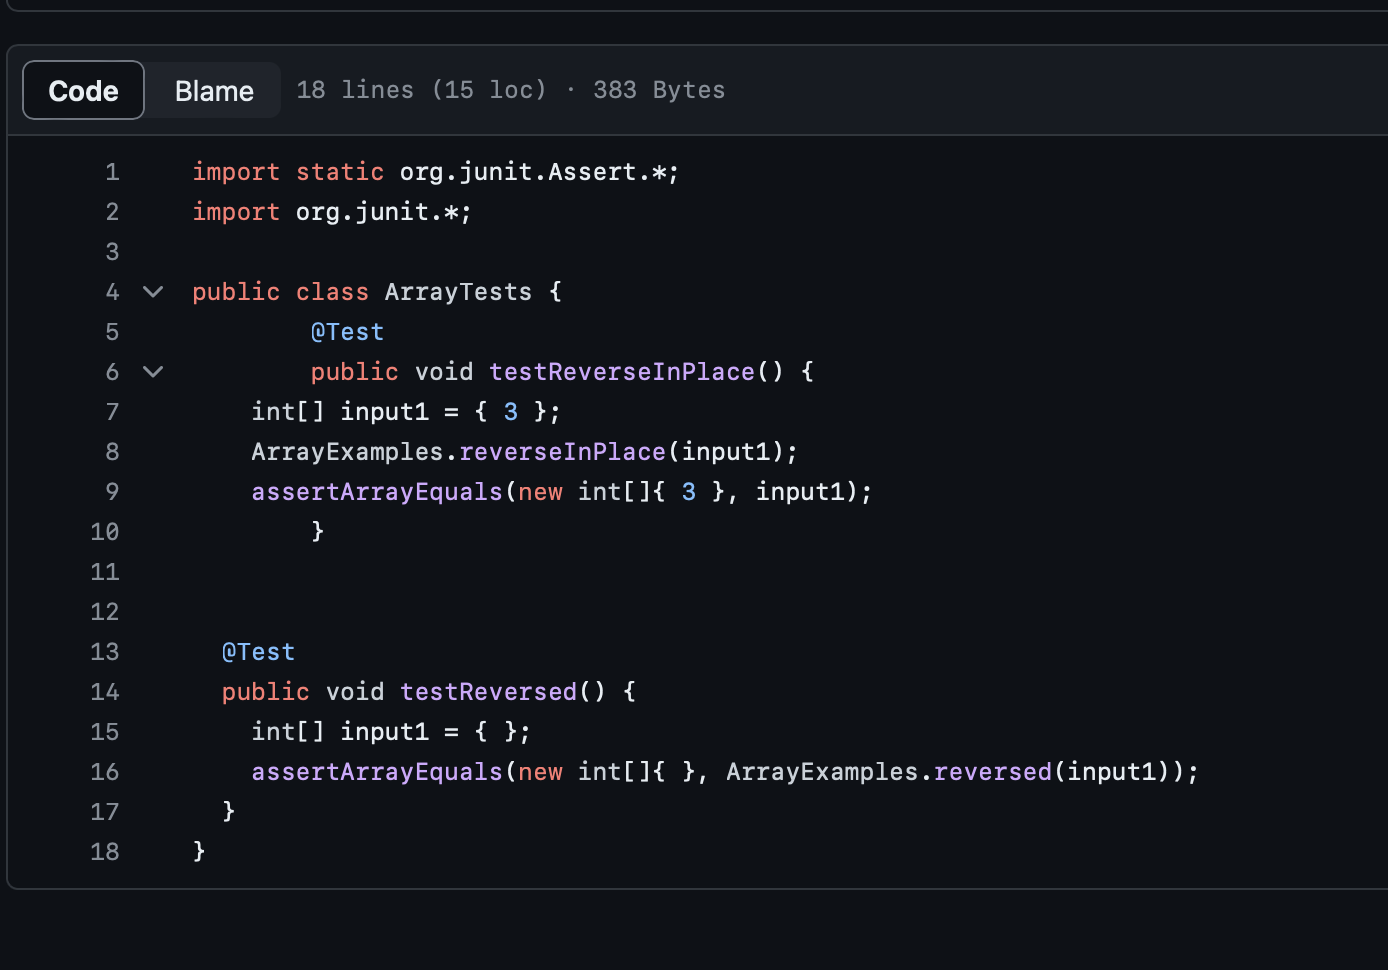 Code Blame 18 lines (15 loc) · 383 Bytes
1 import static org.junit.Assert.*;
2 import org.junit.*;
3
4 public class ArrayTests {
5 @Test
6 public void testReverseInPlace() {
7 int[] input1 = { 3 };
8 ArrayExamples.reverseInPlace(input1);
9 assertArrayEquals(new int[]{ 3 }, input1);
10 }
11
12
13 @Test
14 public void testReversed() {
15 int[] input1 = { };
16 assertArrayEquals(new int[]{ }, ArrayExamples.reversed(input1));
17 }
18 }